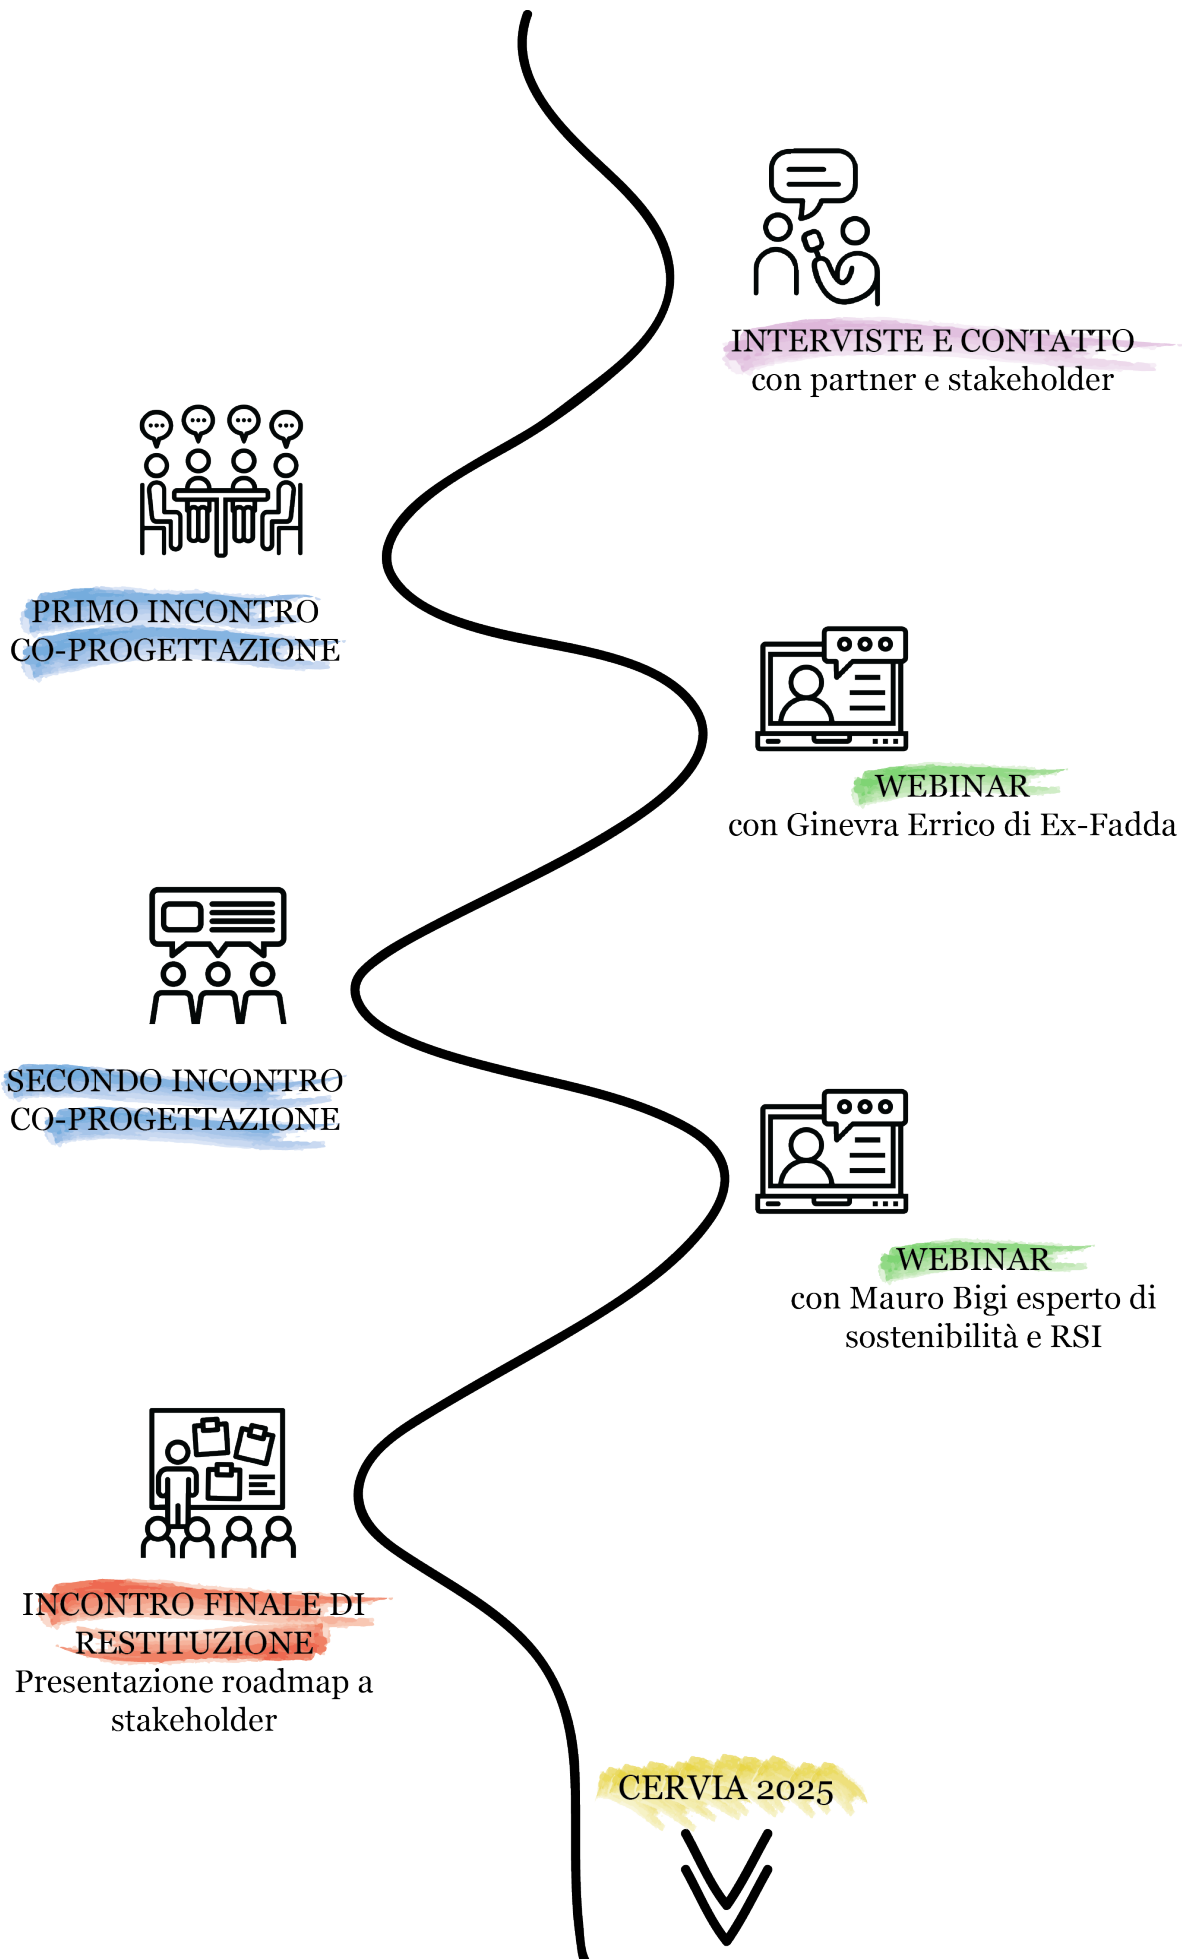 INTERVISTE E CONTATTO
con partner e stakeholder
PRIMO INCONTRO
CO-PROGETTAZIONE
WEBINAR
con Ginevra Errico di Ex-Fadda
SECONDO INCONTRO
CO-PROGETTAZIONE
WEBINAR
con Mauro Bigi esperto di
sostenibilità e RSI
INCONTRO FINALE DI
RESTITUZIONE
Presentazione roadmap a
stakeholder
CERVIA 2025